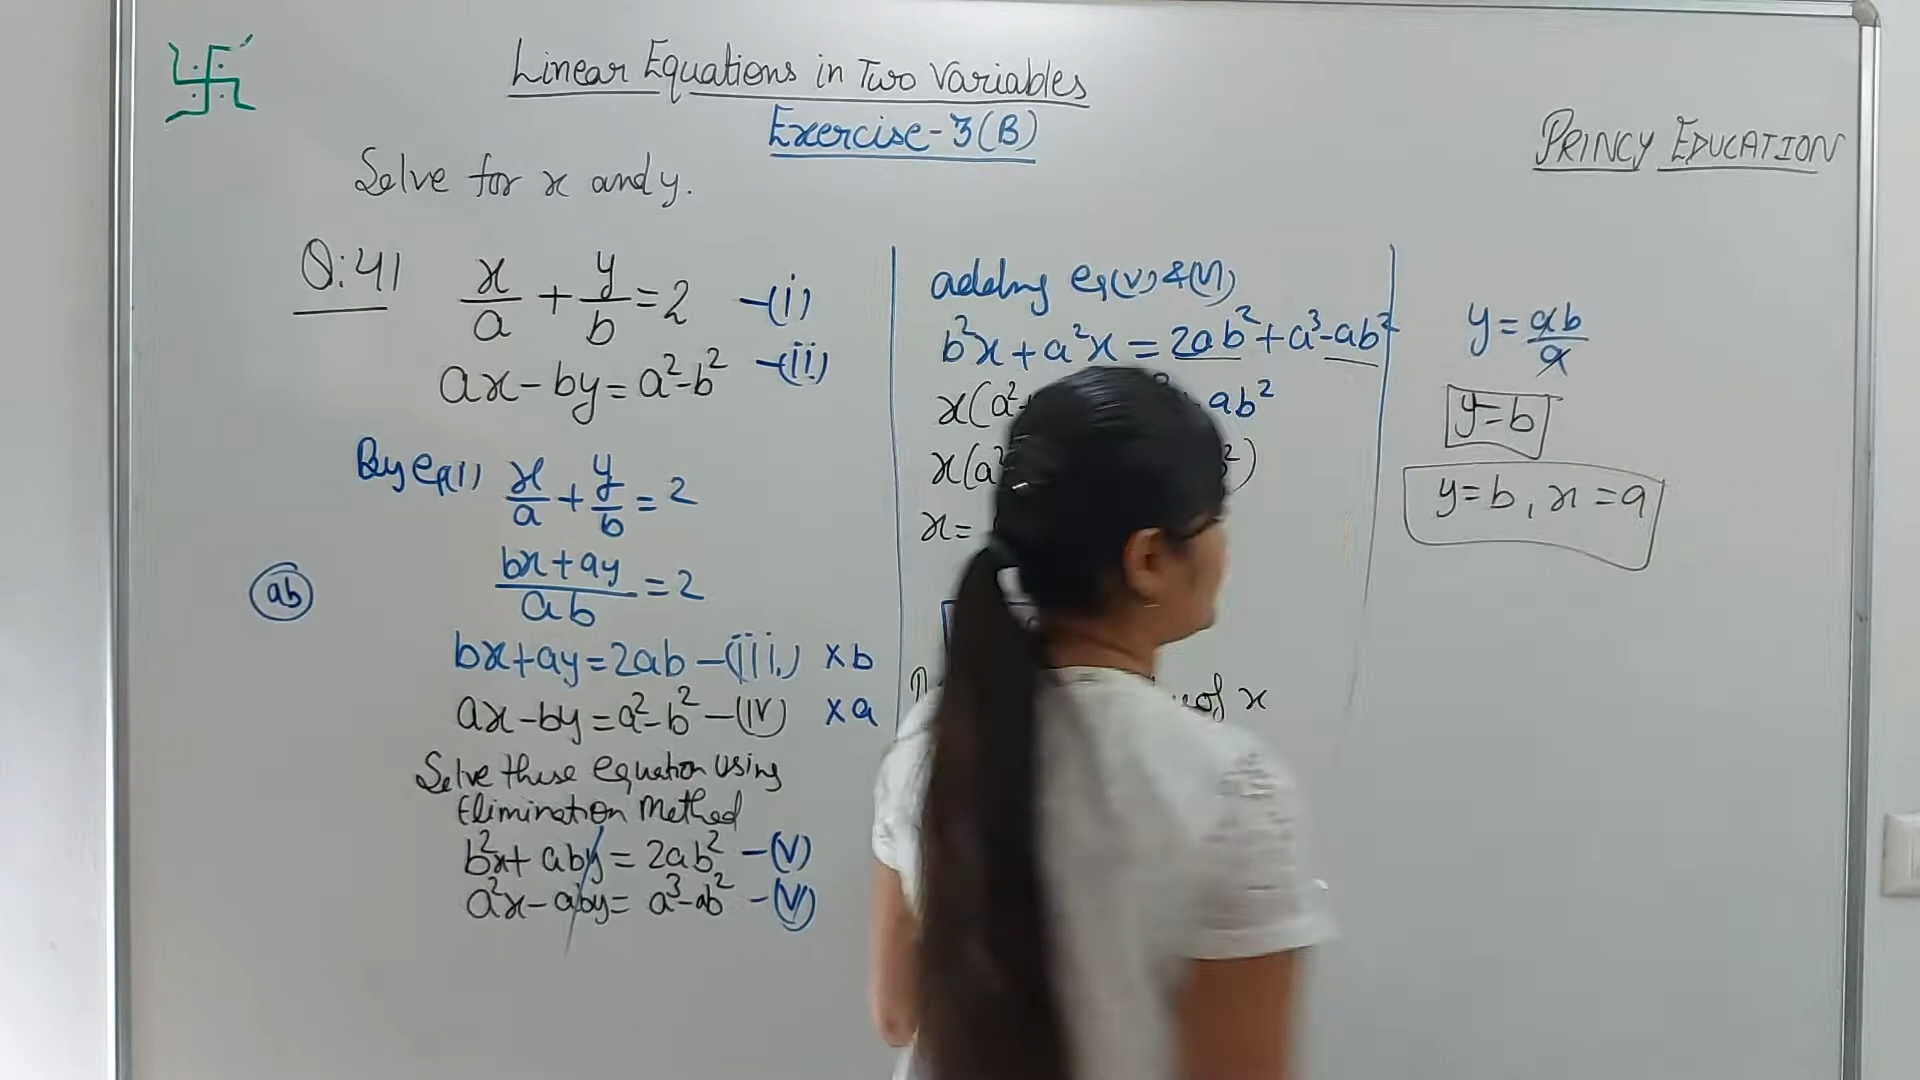 Linear Equations in Two Variables
Exercise-3(B)
PRINCY EDUCATION
Solve for x and y.
Q:41 x/a + y/b = 2 -(i)
ax - by = a² - b² -(ii)
By eq(i) x/a + y/b = 2
(bx + ay)/ab = 2
ab
bx + ay = 2ab -(iii) ×b
ax - by = a² - b² -(iv) ×a
Solve these equation using
Elimination Method
b²x + aby = 2ab² -(v)
a²x - aby = a³ - ab² -(v)
adding eq(v) & (vi)
b²x + a²x = 2ab² + a³ - ab²
x(a² ab²
x(a² ²)
x =
of x
y = ab/a
y = b
y = b, x = a